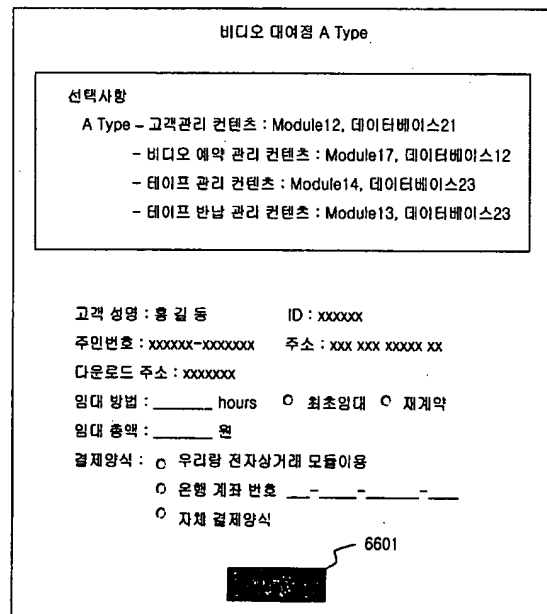 비디오 대여점 A Type
선택사항
A Type – 고객관리 컨텐츠 : Module12, 데이터베이스21
– 비디오 예약 관리 컨텐츠 : Module17, 데이터베이스12
– 테이프 관리 컨텐츠 : Module14, 데이터베이스23
– 테이프 반납 관리 컨텐츠 : Module13, 데이터베이스23
고객 성명 : 홍 길 동 ID : xxxxxx
주민번호 : xxxxxx-xxxxxxx 주소 : xxx xxx xxxxx xx
다운로드 주소 : xxxxxxx
임대 방법 : ______ hours ○ 최초임대 ○ 재계약
임대 총액 : ______ 원
결제양식 : ○ 우리랑 전자상거래 모듈이용
○ 은행 계좌 번호 __-____-_____-___
○ 자체 결제양식
6601